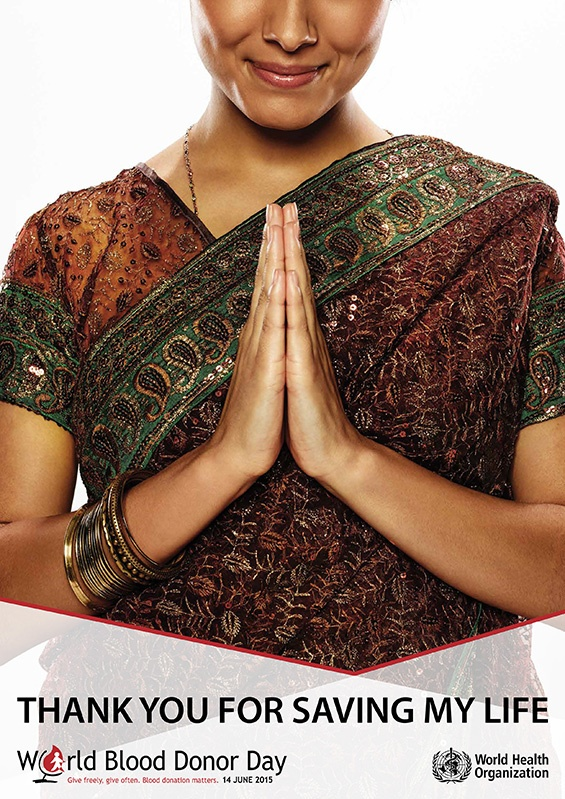 THANK YOU FOR SAVING MY LIFE
World Blood Donor Day
Give freely, give often. Blood donation matters. 14 JUNE 2015
World Health
Organization